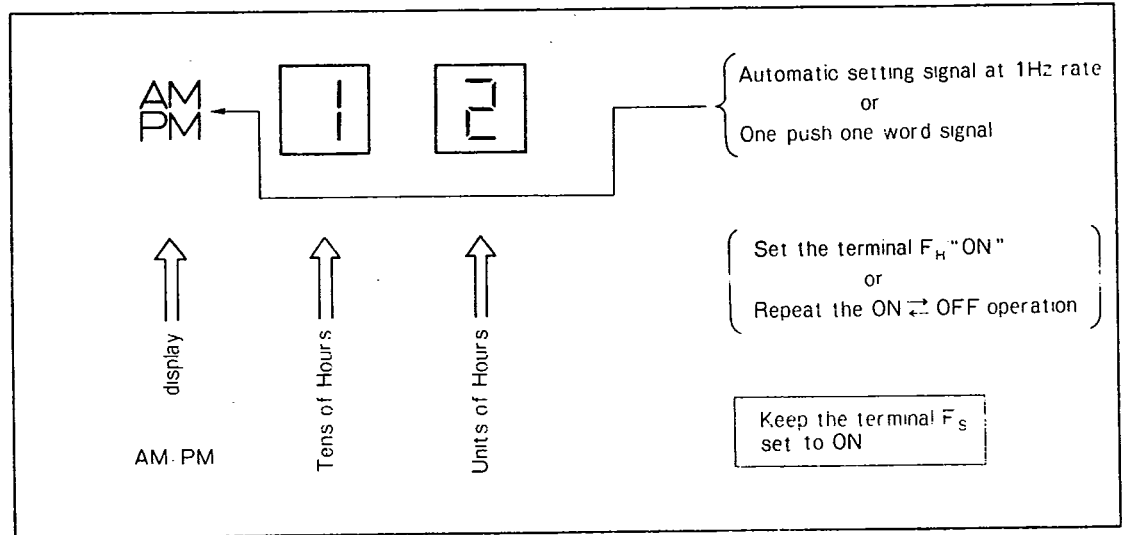 AM
PM
1
2
Automatic setting signal at 1Hz rate
or
One push one word signal
Set the terminal F_H "ON"
or
Repeat the ON ⇄ OFF operation
display
AM·PM
Tens of Hours
Units of Hours
Keep the terminal F_S
set to ON